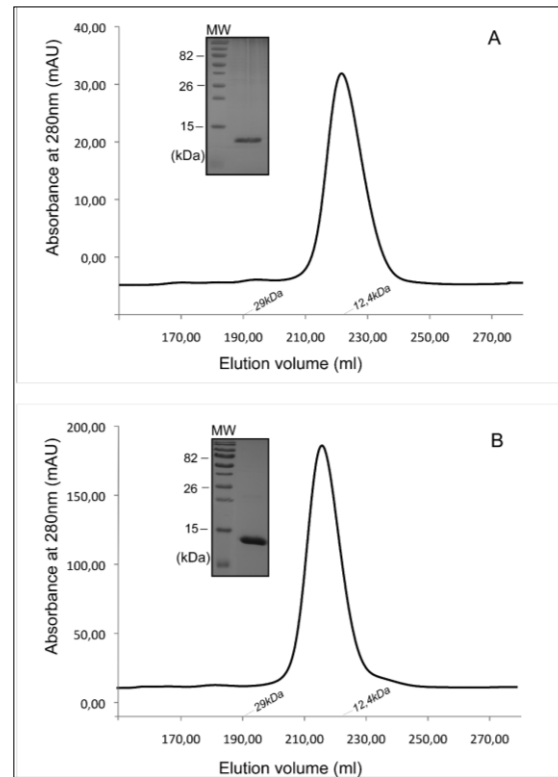 A
MW
82
26
15
(kDa)
Absorbance at 280nm (mAU)
40,00
30,00
20,00
10,00
0,00
29kDa
12,4kDa
170,00 190,00 210,00 230,00 250,00 270,00
Elution volume (ml)
B
MW
82
26
15
(kDa)
Absorbance at 280nm (mAU)
200,00
150,00
100,00
50,00
0,00
29kDa
12,4kDa
170,00 190,00 210,00 230,00 250,00 270,00
Elution volume (ml)